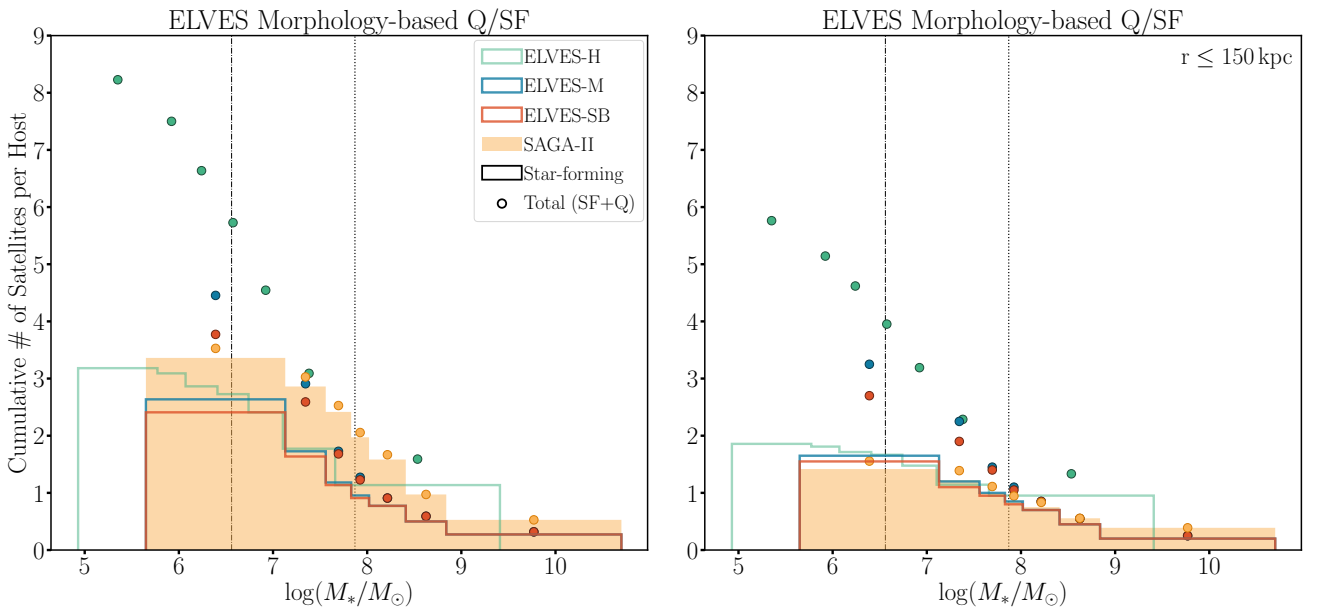 ELVES Morphology-based Q/SF
Cumulative # of Satellites per Host
9
8
7
6
5
4
3
2
1
0
ELVES-H
ELVES-M
ELVES-SB
SAGA-II
Star-forming
Total (SF+Q)
5 6 7 8 9 10
log(M*/M⊙)
ELVES Morphology-based Q/SF
r ≤ 150 kpc
9
8
7
6
5
4
3
2
1
0
5 6 7 8 9 10
log(M*/M⊙)